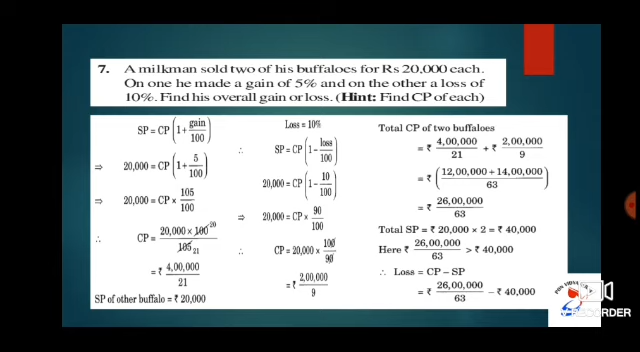 7. A milkman sold two of his buffaloes for Rs 20,000 each.
On one he made a gain of 5% and on the other a loss of
10%. Find his overall gain or loss. (Hint: Find CP of each)
SP = CP (1 + gain/100)
⇒ 20,000 = CP (1 + 5/100)
⇒ 20,000 = CP × 105/100
∴ CP = 20,000 × 100 20 / 105 21
= ₹ 4,00,000/21
SP of other buffalo = ₹ 20,000
Loss = 10%
∴ SP = CP (1 − loss/100)
20,000 = CP (1 − 10/100)
⇒ 20,000 = CP × 90/100
∴ CP = 20,000 × 100/90
= ₹ 2,00,000/9
Total CP of two buffaloes
= ₹ 4,00,000/21 + ₹ 2,00,000/9
= ₹ (12,00,000 + 14,00,000/63)
= ₹ 26,00,000/63
Total SP = ₹ 20,000 × 2 = ₹ 40,000
Here ₹ 26,00,000/63 > ₹ 40,000
∴ Loss = CP − SP
= ₹ 26,00,000/63 − ₹ 40,000
RECORDER